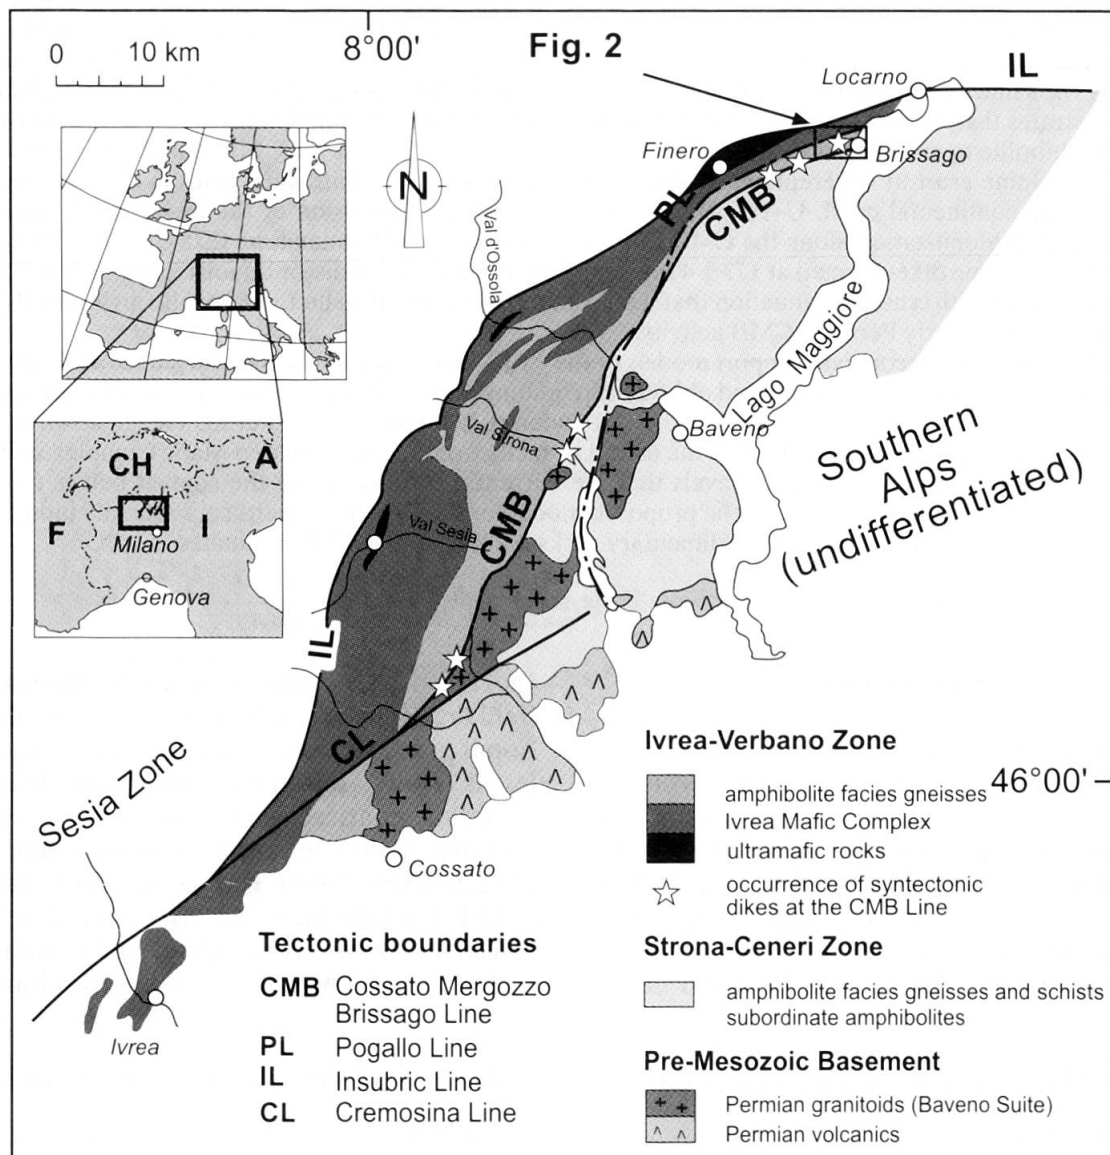 0 10 km
8°00'
Fig. 2
Locarno
IL
Finero
Brissago
N
PL
CMB
Val d'Ossola
Lago Maggiore
Val Strona
Baveno
CH
A
F
I
Milano
Genova
Val Sesia
CMB
Southern
Alps
(undifferentiated)
IL
CL
Sesia Zone
Cossato
Ivrea
46°00'
Ivrea-Verbano Zone
amphibolite facies gneisses
Ivrea Mafic Complex
ultramafic rocks
occurrence of syntectonic
dikes at the CMB Line
Strona-Ceneri Zone
amphibolite facies gneisses and schists
subordinate amphibolites
Pre-Mesozoic Basement
Permian granitoids (Baveno Suite)
Permian volcanics
Tectonic boundaries
CMB Cossato Mergozzo
Brissago Line
PL Pogallo Line
IL Insubric Line
CL Cremosina Line